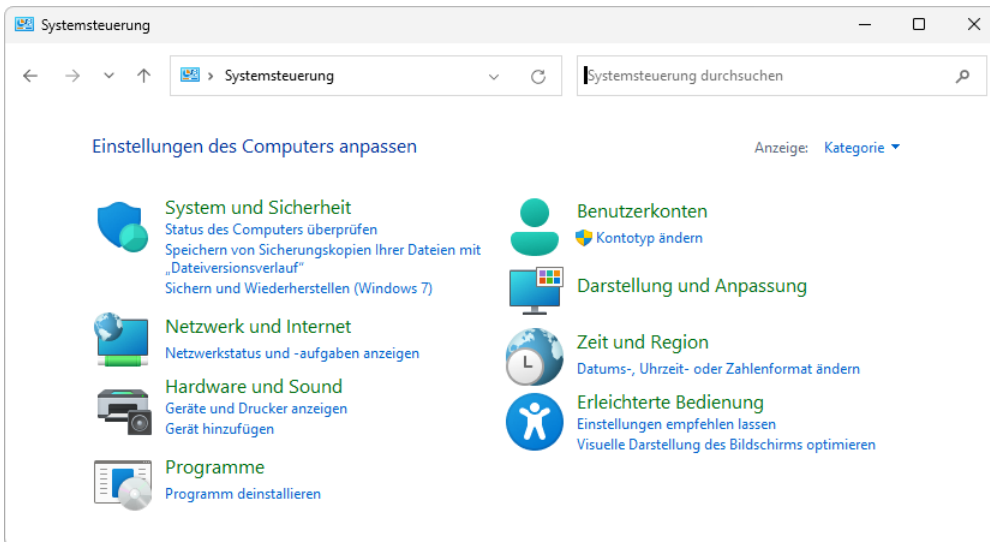 Systemsteuerung
Systemsteuerung
Systemsteuerung durchsuchen
Einstellungen des Computers anpassen
Anzeige: Kategorie
System und Sicherheit
Status des Computers überprüfen
Speichern von Sicherungskopien Ihrer Dateien mit
„Dateiversionsverlauf“
Sichern und Wiederherstellen (Windows 7)
Netzwerk und Internet
Netzwerkstatus und -aufgaben anzeigen
Hardware und Sound
Geräte und Drucker anzeigen
Gerät hinzufügen
Programme
Programm deinstallieren
Benutzerkonten
Kontotyp ändern
Darstellung und Anpassung
Zeit und Region
Datums-, Uhrzeit- oder Zahlenformat ändern
Erleichterte Bedienung
Einstellungen empfehlen lassen
Visuelle Darstellung des Bildschirms optimieren